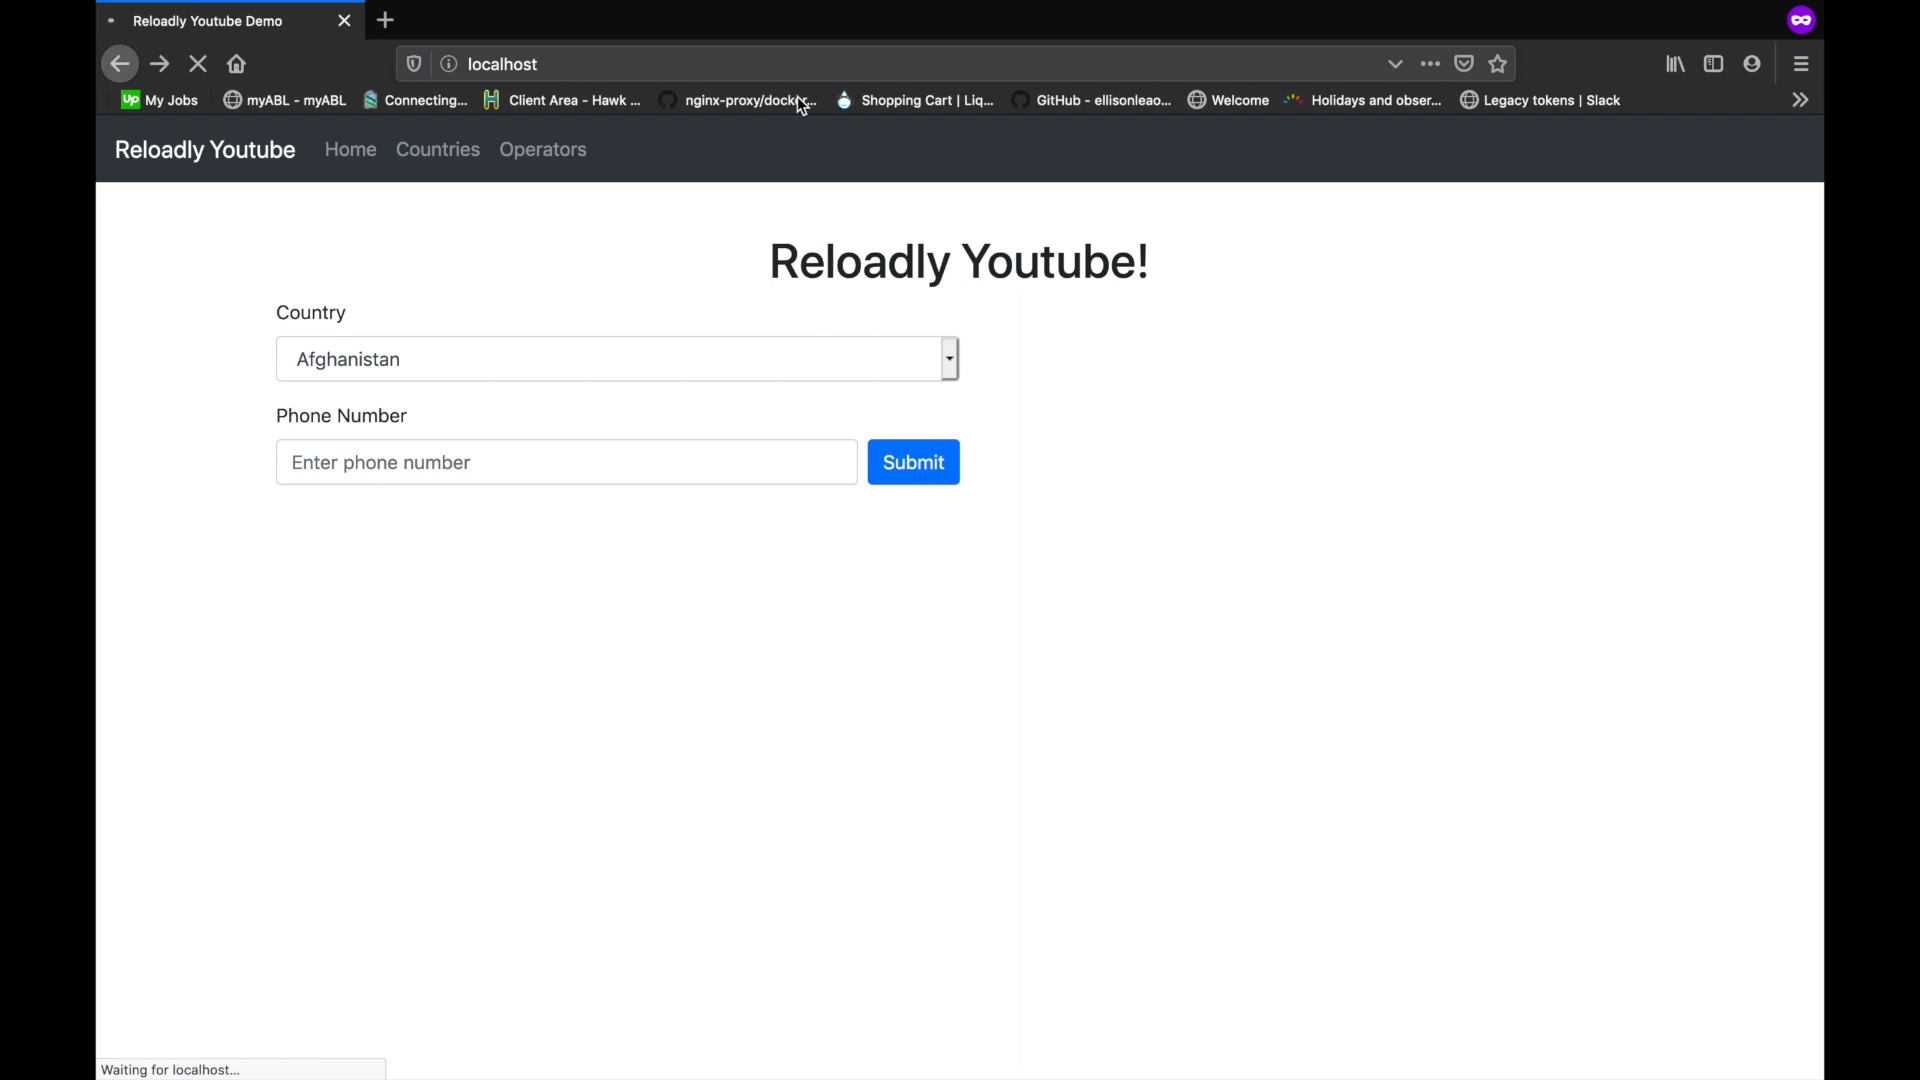 Reloadly Youtube Demo
localhost
UP My Jobs myABL - myABL Connecting... Client Area - Hawk ... nginx-proxy/docker... Shopping Cart | Liq... GitHub - ellisonleao... Welcome Holidays and obser... Legacy tokens | Slack
Reloadly Youtube Home Countries Operators
Reloadly Youtube!
Country
Afghanistan
Phone Number
Enter phone number Submit
Waiting for localhost...